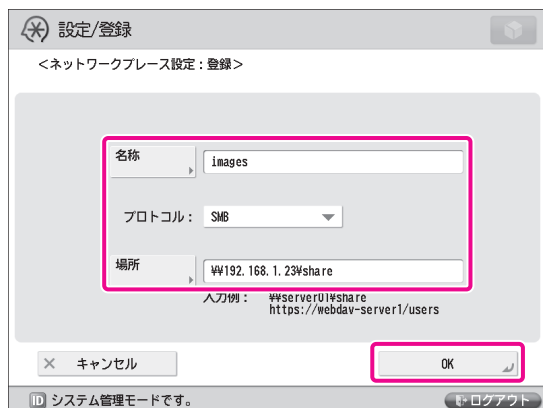 設定/登録
<ネットワークプレース設定:登録>
名称
images
プロトコル:
SMB
場所
¥¥192.168.1.23¥share
入力例: ¥¥server01¥share
https://webdav-server1/users
キャンセル
OK
ID システム管理モードです。
ログアウト